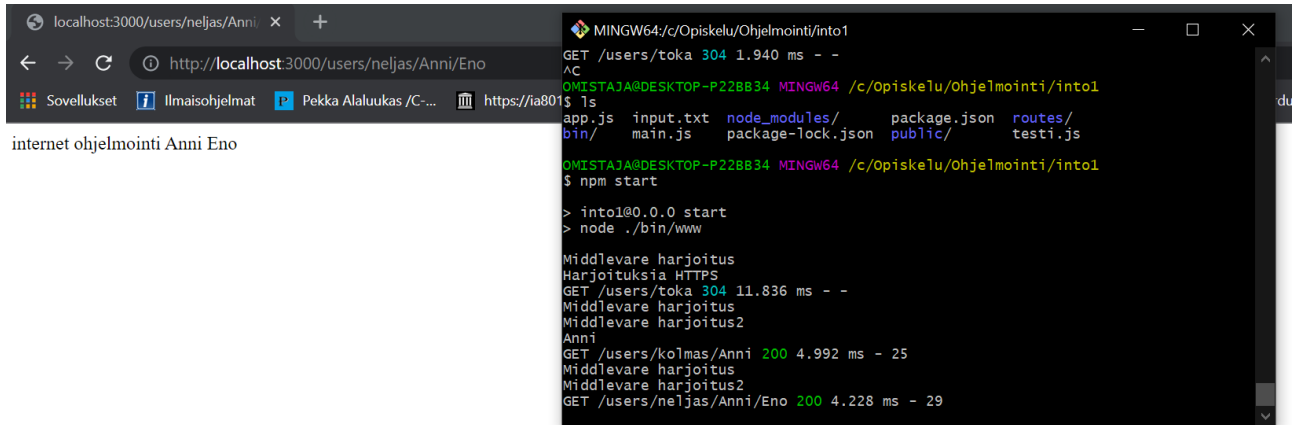 localhost:3000/users/neljas/Anni/
http://localhost:3000/users/neljas/Anni/Eno
Sovellukset Ilmaisohjelmat P Pekka Alaluukas /C-... https://ia801
internet ohjelmointi Anni Eno
MINGW64:/c/Opiskelu/Ohjelmointi/into1
GET /users/toka 304 1.940 ms - -
^C
OMISTAJA@DESKTOP-P22BB34 MINGW64 /c/Opiskelu/Ohjelmointi/into1
$ ls
app.js input.txt node_modules/ package.json routes/
bin/ main.js package-lock.json public/ testi.js
OMISTAJA@DESKTOP-P22BB34 MINGW64 /c/Opiskelu/Ohjelmointi/into1
$ npm start
> into1@0.0.0 start
> node ./bin/www
Middlevare harjoitus
Harjoituksia HTTPS
GET /users/toka 304 11.836 ms - -
Middlevare harjoitus
Middlevare harjoitus2
Anni
GET /users/kolmas/Anni 200 4.992 ms - 25
Middlevare harjoitus
Middlevare harjoitus2
GET /users/neljas/Anni/Eno 200 4.228 ms - 29